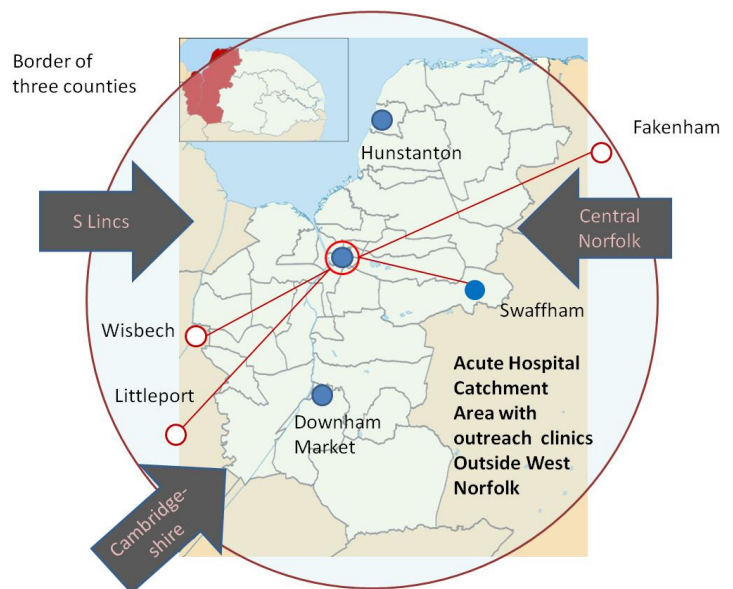 Border of
three counties
Fakenham
Hunstanton
S Lincs
Central
Norfolk
Swaffham
Wisbech
Littleport
Acute Hospital
Catchment
Area with
outreach clinics
Outside West
Norfolk
Downham
Market
Cambridge-
shire